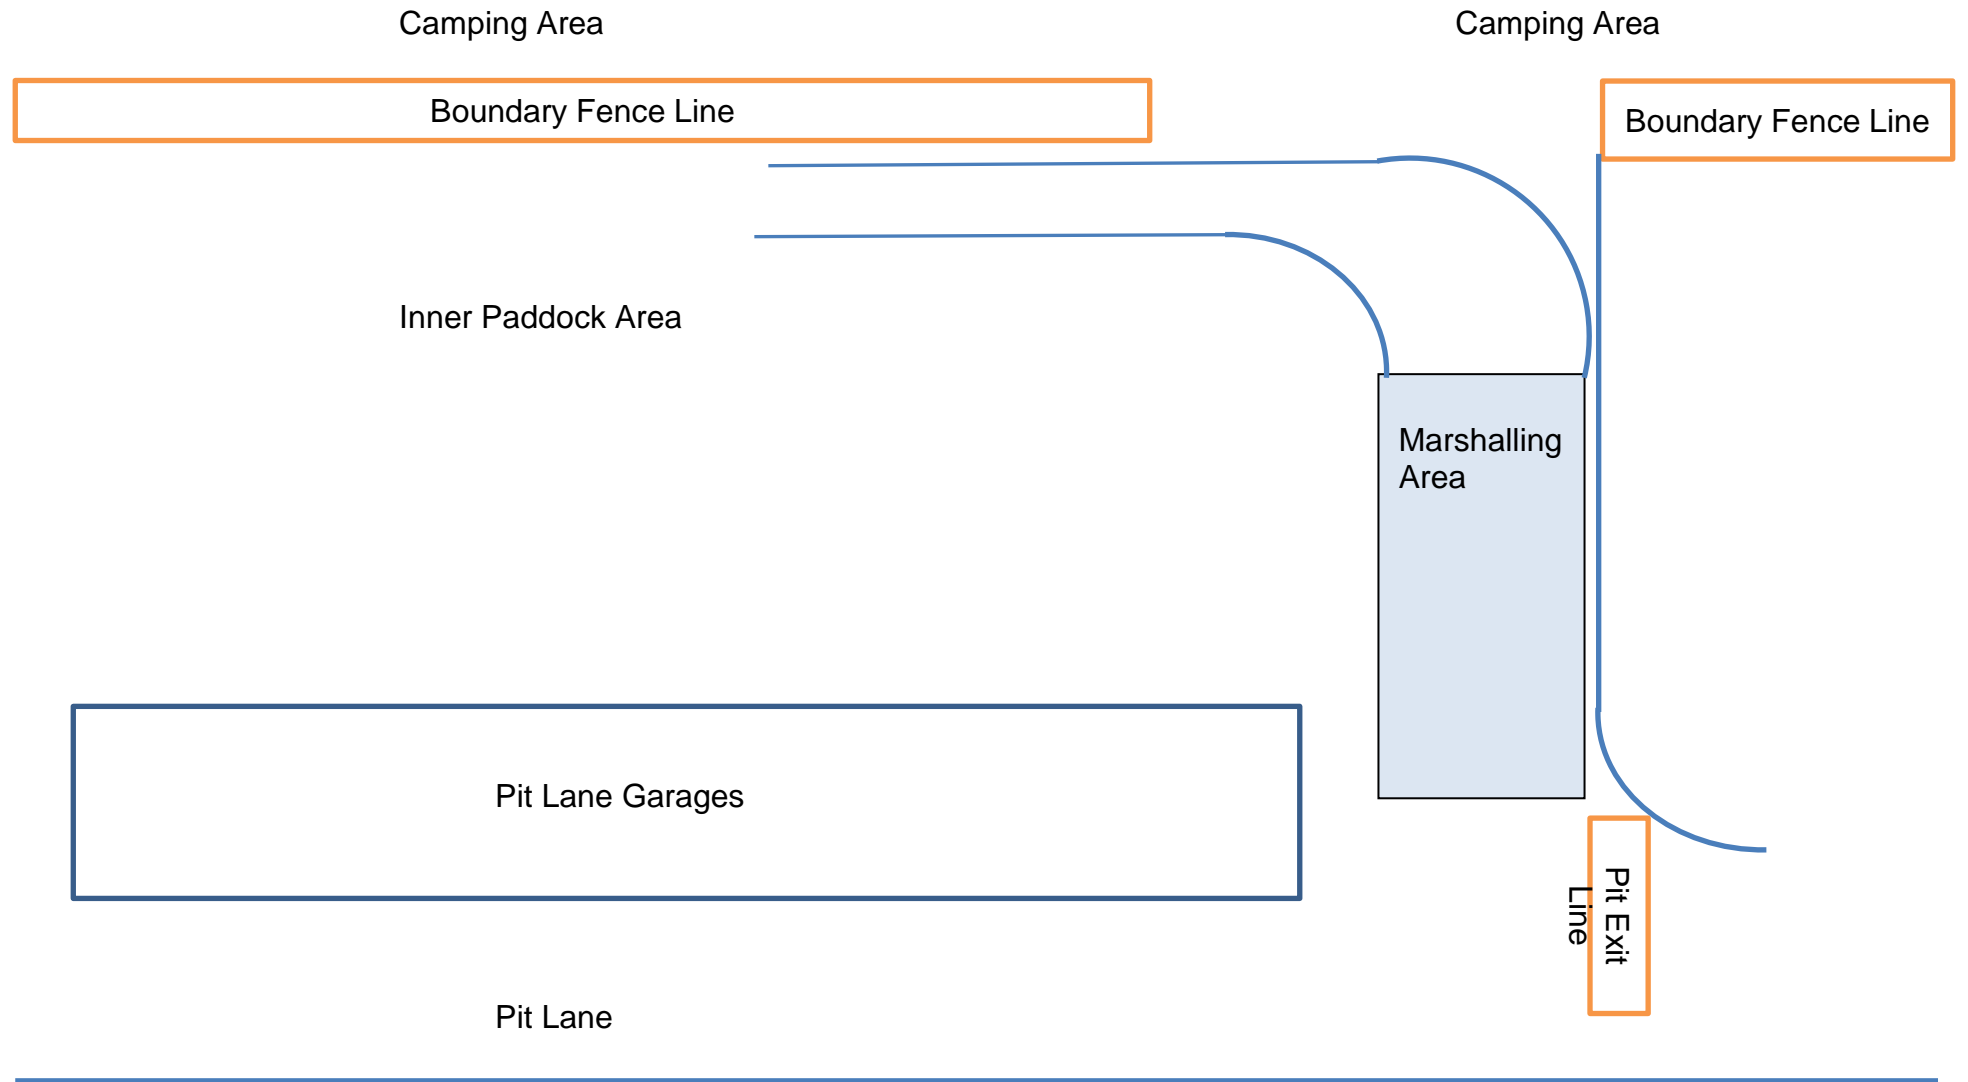 Camping Area
Camping Area
Boundary Fence Line
Boundary Fence Line
Inner Paddock Area
Marshalling
Area
Pit Lane Garages
Pit Exit
Line
Pit Lane